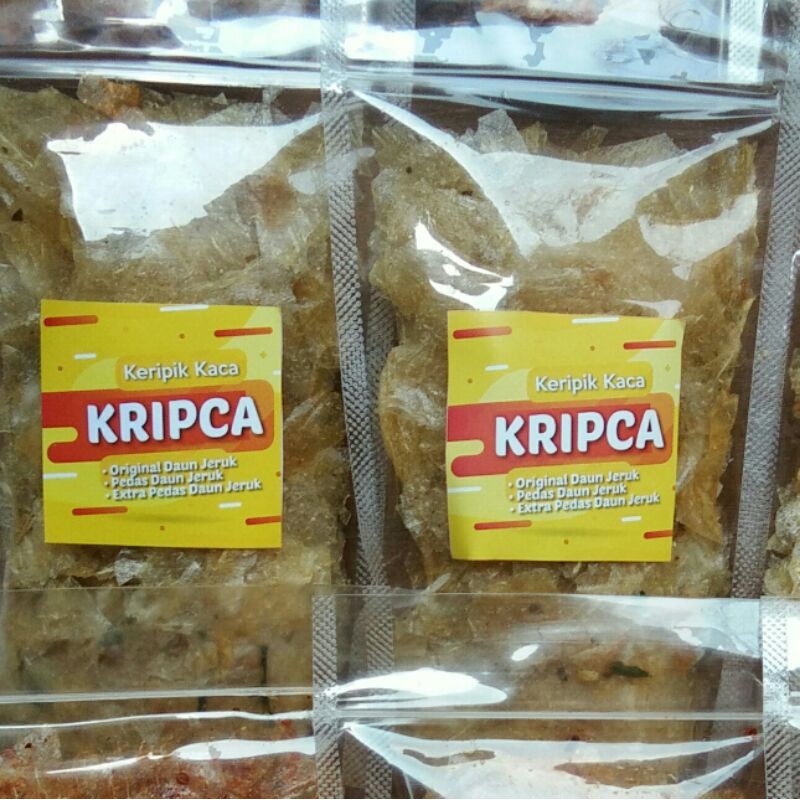 Keripik Kaca
KRIPCA
• Original Daun Jeruk
• Pedas Daun Jeruk
• Extra Pedas Daun Jeruk
Keripik Kaca
KRIPCA
• Original Daun Jeruk
• Pedas Daun Jeruk
• Extra Pedas Daun Jeruk